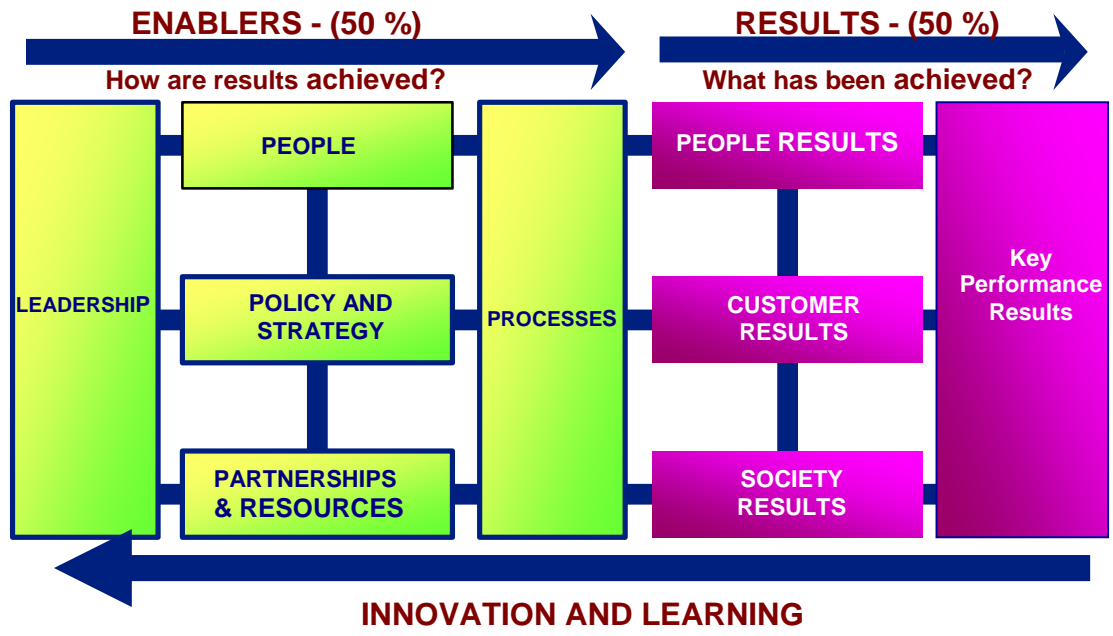 ENABLERS - (50 %)
RESULTS - (50 %)
How are results achieved?
What has been achieved?
LEADERSHIP
PEOPLE
POLICY AND
STRATEGY
PARTNERSHIPS
& RESOURCES
PROCESSES
PEOPLE RESULTS
CUSTOMER
RESULTS
SOCIETY
RESULTS
Key
Performance
Results
INNOVATION AND LEARNING